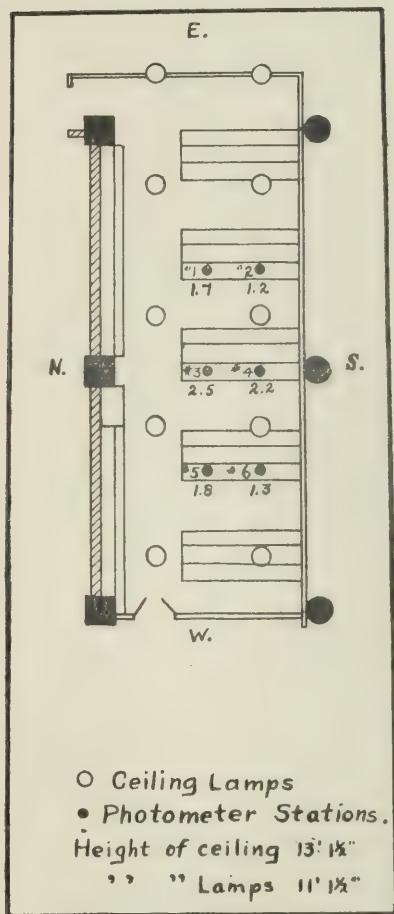 E.
"1 "2
1.7 1.2
N. #3 #4 S.
2.5 2.2
#5 #6
1.8 1.3
W.
○ Ceiling Lamps
● Photometer Stations.
Height of ceiling 13' 1½"
" " " Lamps 11' 1½"